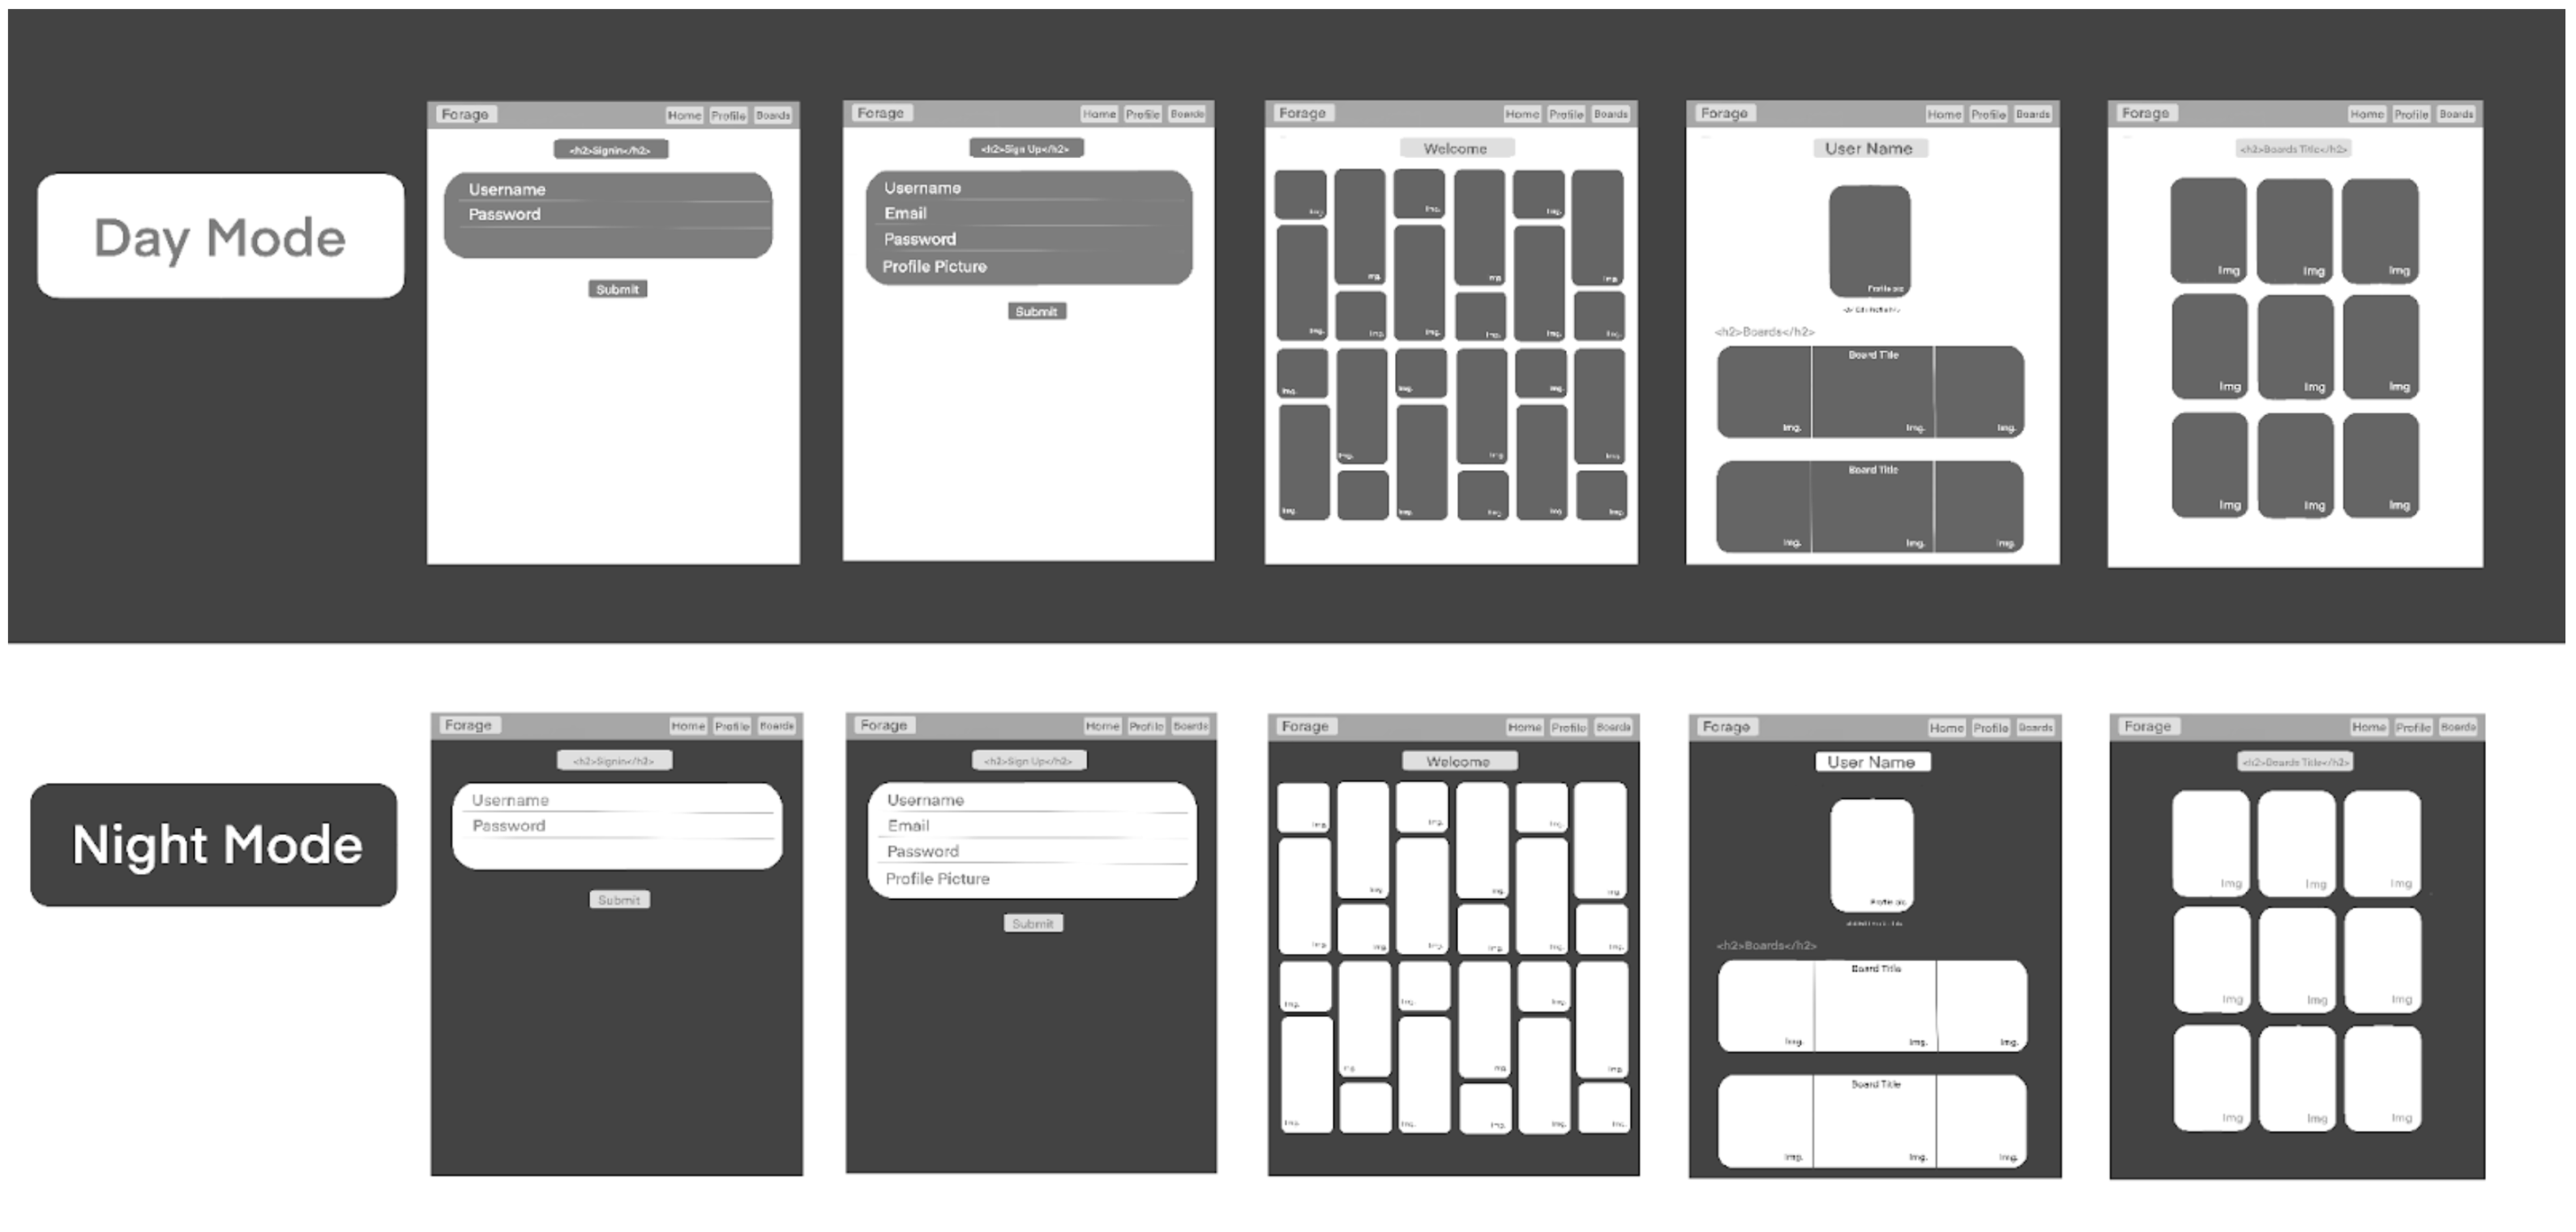 Day Mode
Forage
Home Profile Boards
<h2>Signin</h2>
Username
Password
Submit
Forage
Home Profile Boards
<h2>Sign Up</h2>
Username
Email
Password
Profile Picture
Submit
Forage
Home Profile Boards
Welcome
Img. Img. Img.
Img. Img. Img.
Img. Img. Img. Img. Img. Img.
Img. Img. Img.
Img. Img. Img.
Img. Img. Img. Img. Img.
Forage
Home Profile Boards
User Name
Profile pic
<h2>Boards</h2>
Board Title
Img. Img. Img.
Board Title
Img. Img. Img.
Forage
Home Profile Boards
<h2>Boards Title</h2>
Img Img Img
Img Img Img
Img Img Img
Night Mode
Forage
Home Profile Boards
<h2>Signin</h2>
Username
Password
Submit
Forage
Home Profile Boards
<h2>Sign Up</h2>
Username
Email
Password
Profile Picture
Submit
Forage
Home Profile Boards
Welcome
Img. Img. Img.
Img. Img. Img.
Img. Img. Img. Img. Img. Img.
Img. Img. Img.
Img. Img. Img.
Img. Img. Img. Img. Img.
Forage
Home Profile Boards
User Name
Profile pic
<h2>Boards</h2>
Board Title
Img. Img. Img.
Board Title
Img. Img. Img.
Forage
Home Profile Boards
<h2>Boards Title</h2>
Img Img Img
Img Img Img
Img Img Img